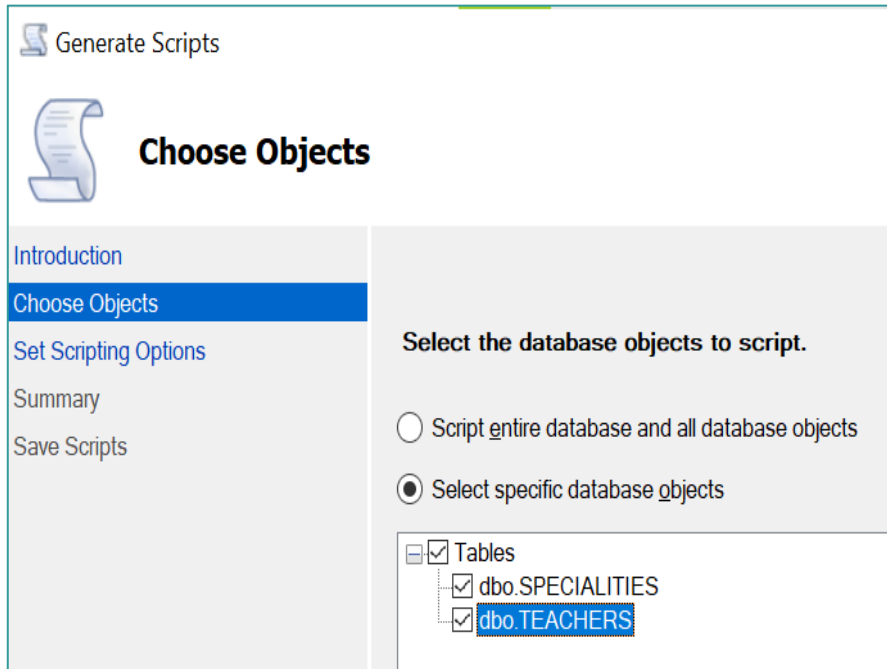 Generate Scripts
Choose Objects
Introduction
Choose Objects
Set Scripting Options
Summary
Save Scripts
Select the database objects to script.
Script entire database and all database objects
Select specific database objects
Tables
dbo.SPECIALITIES
dbo.TEACHERS